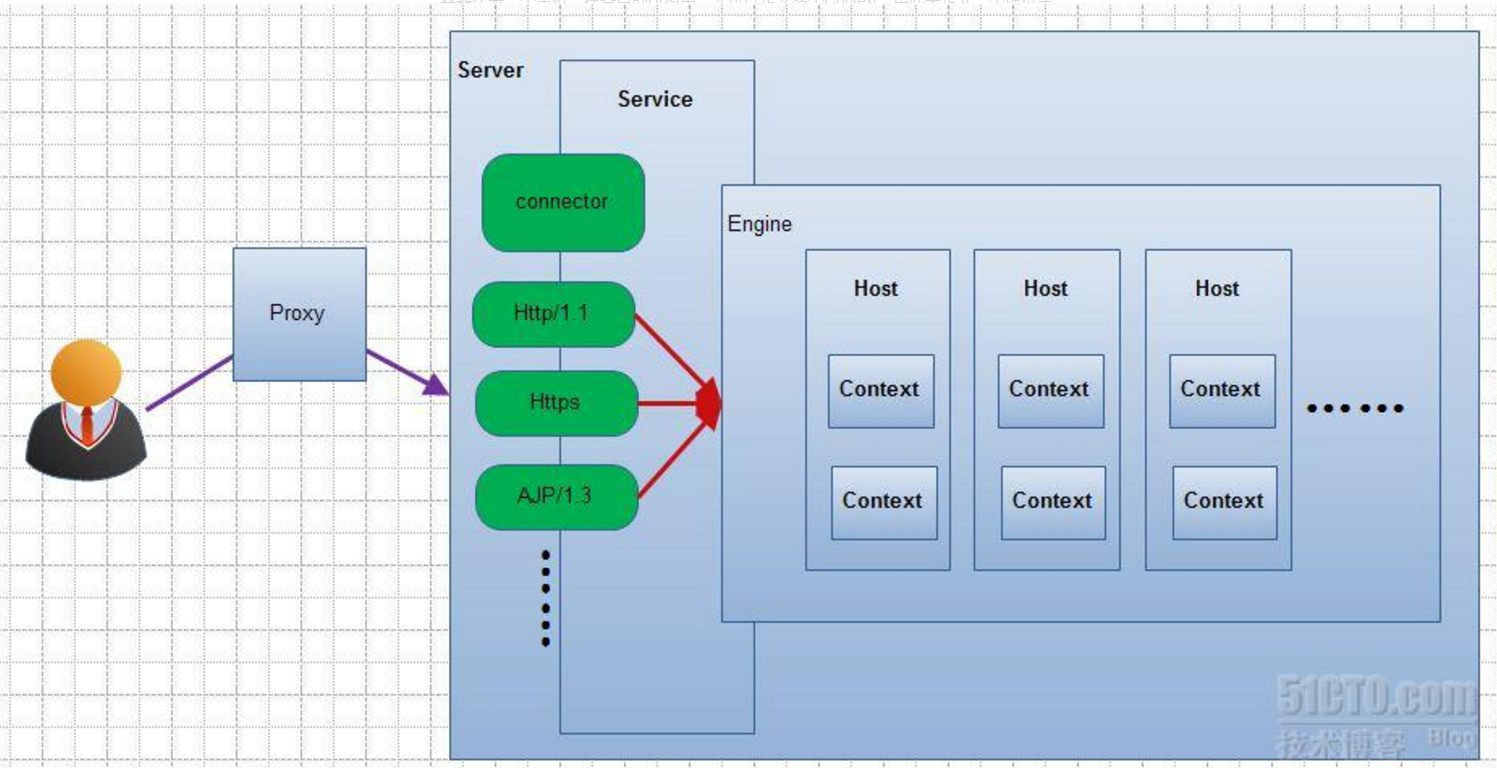 Server
Service
connector
Engine
Host
Host
Host
Proxy
Http/1.1
Context
Context
Context
Https
Context
Context
Context
AJP/1.3
51CTO.com
技术博客 Blog